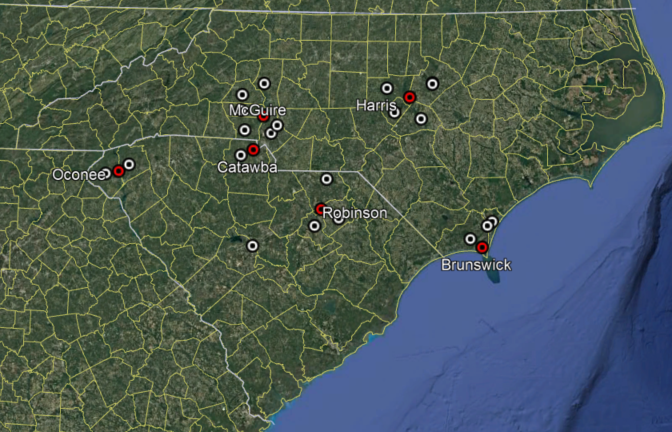 McGuire
Harris
Catawba
Oconee
Robinson
Brunswick